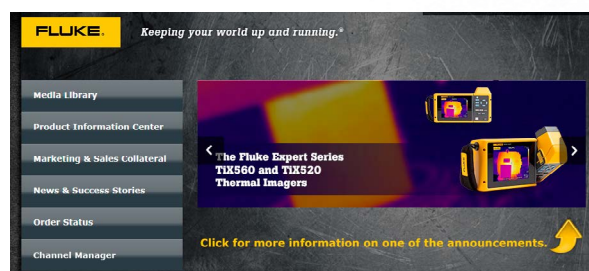 FLUKE®
Keeping your world up and running.®
Media Library
Product Information Center
Marketing & Sales Collateral
News & Success Stories
Order Status
Channel Manager
The Fluke Expert Series
TiX560 and TiX520
Thermal Imagers
Click for more information on one of the announcements.